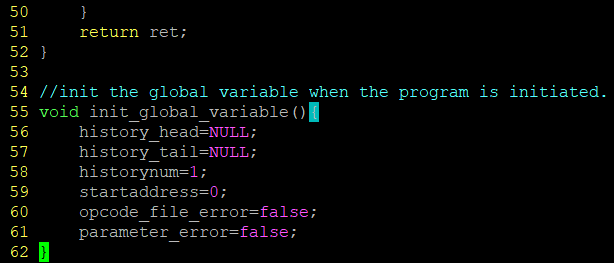 50     }
51     return ret;
52 }
53
54 //init the global variable when the program is initiated.
55 void init_global_variable(){
56     history_head=NULL;
57     history_tail=NULL;
58     historynum=1;
59     startaddress=0;
60     opcode_file_error=false;
61     parameter_error=false;
62 }